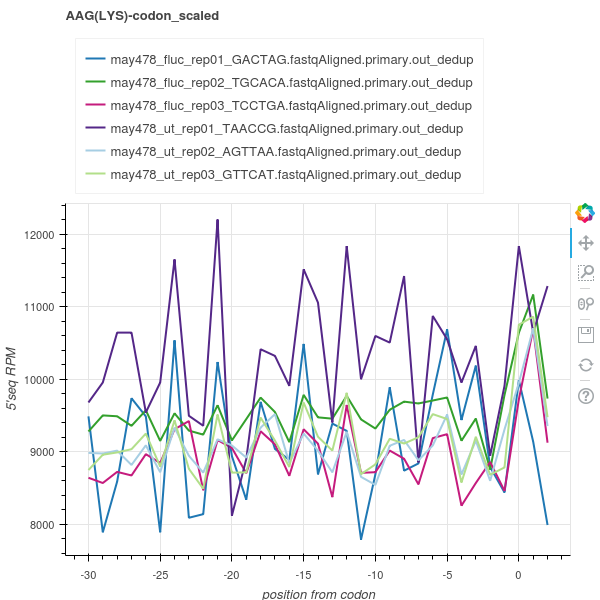 AAG(LYS)-codon_scaled
may478_fluc_rep01_GACTAG.fastqAligned.primary.out_dedup
may478_fluc_rep02_TGCACA.fastqAligned.primary.out_dedup
may478_fluc_rep03_TCCTGA.fastqAligned.primary.out_dedup
may478_ut_rep01_TAACCG.fastqAligned.primary.out_dedup
may478_ut_rep02_AGTTAA.fastqAligned.primary.out_dedup
may478_ut_rep03_GTTCAT.fastqAligned.primary.out_dedup
12000
11000
10000
9000
8000
5'seq RPM
-30 -25 -20 -15 -10 -5 0
position from codon